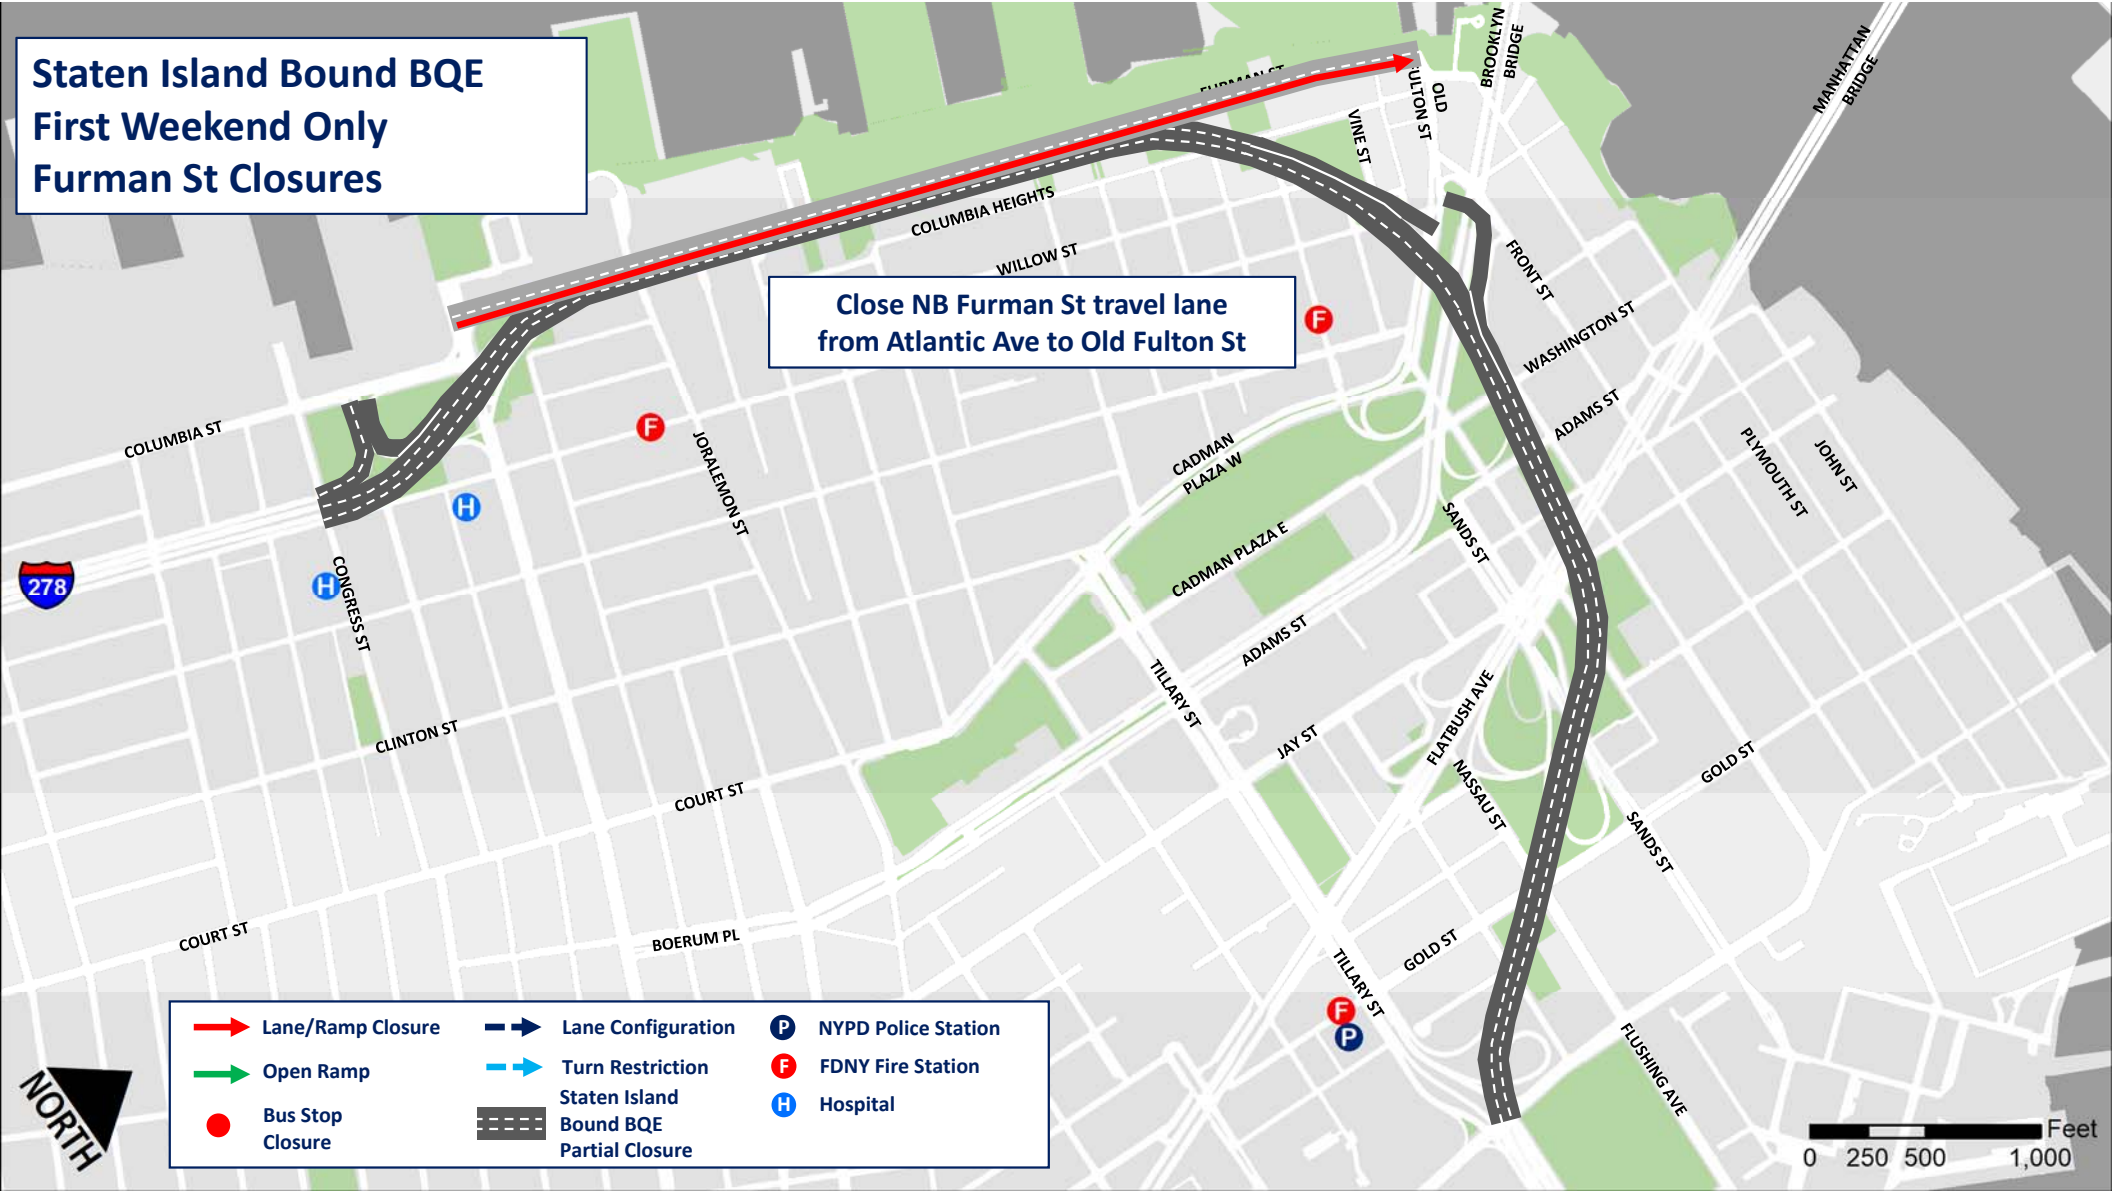 Staten Island Bound BQE
First Weekend Only
Furman St Closures
FURMAN ST
OLD
FULTON ST
BROOKLYN
BRIDGE
MANHATTAN
BRIDGE
VINE ST
COLUMBIA HEIGHTS
WILLOW ST
FRONT ST
Close NB Furman St travel lane
from Atlantic Ave to Old Fulton St
F
WASHINGTON ST
ADAMS ST
COLUMBIA ST
F
JORALEMON ST
CADMAN
PLAZA W
PLYMOUTH ST
JOHN ST
H
SANDS ST
CADMAN PLAZA E
278
H
CONGRESS ST
ADAMS ST
TILLARY ST
FLATBUSH AVE
CLINTON ST
JAY ST
NASSAU ST
GOLD ST
COURT ST
SANDS ST
COURT ST
BOERUM PL
GOLD ST
TILLARY ST
F
P
FLUSHING AVE
NORTH
Lane/Ramp Closure
Open Ramp
Bus Stop
Closure
Lane Configuration
Turn Restriction
Staten Island
Bound BQE
Partial Closure
P NYPD Police Station
F FDNY Fire Station
H Hospital
Feet
0 250 500 1,000